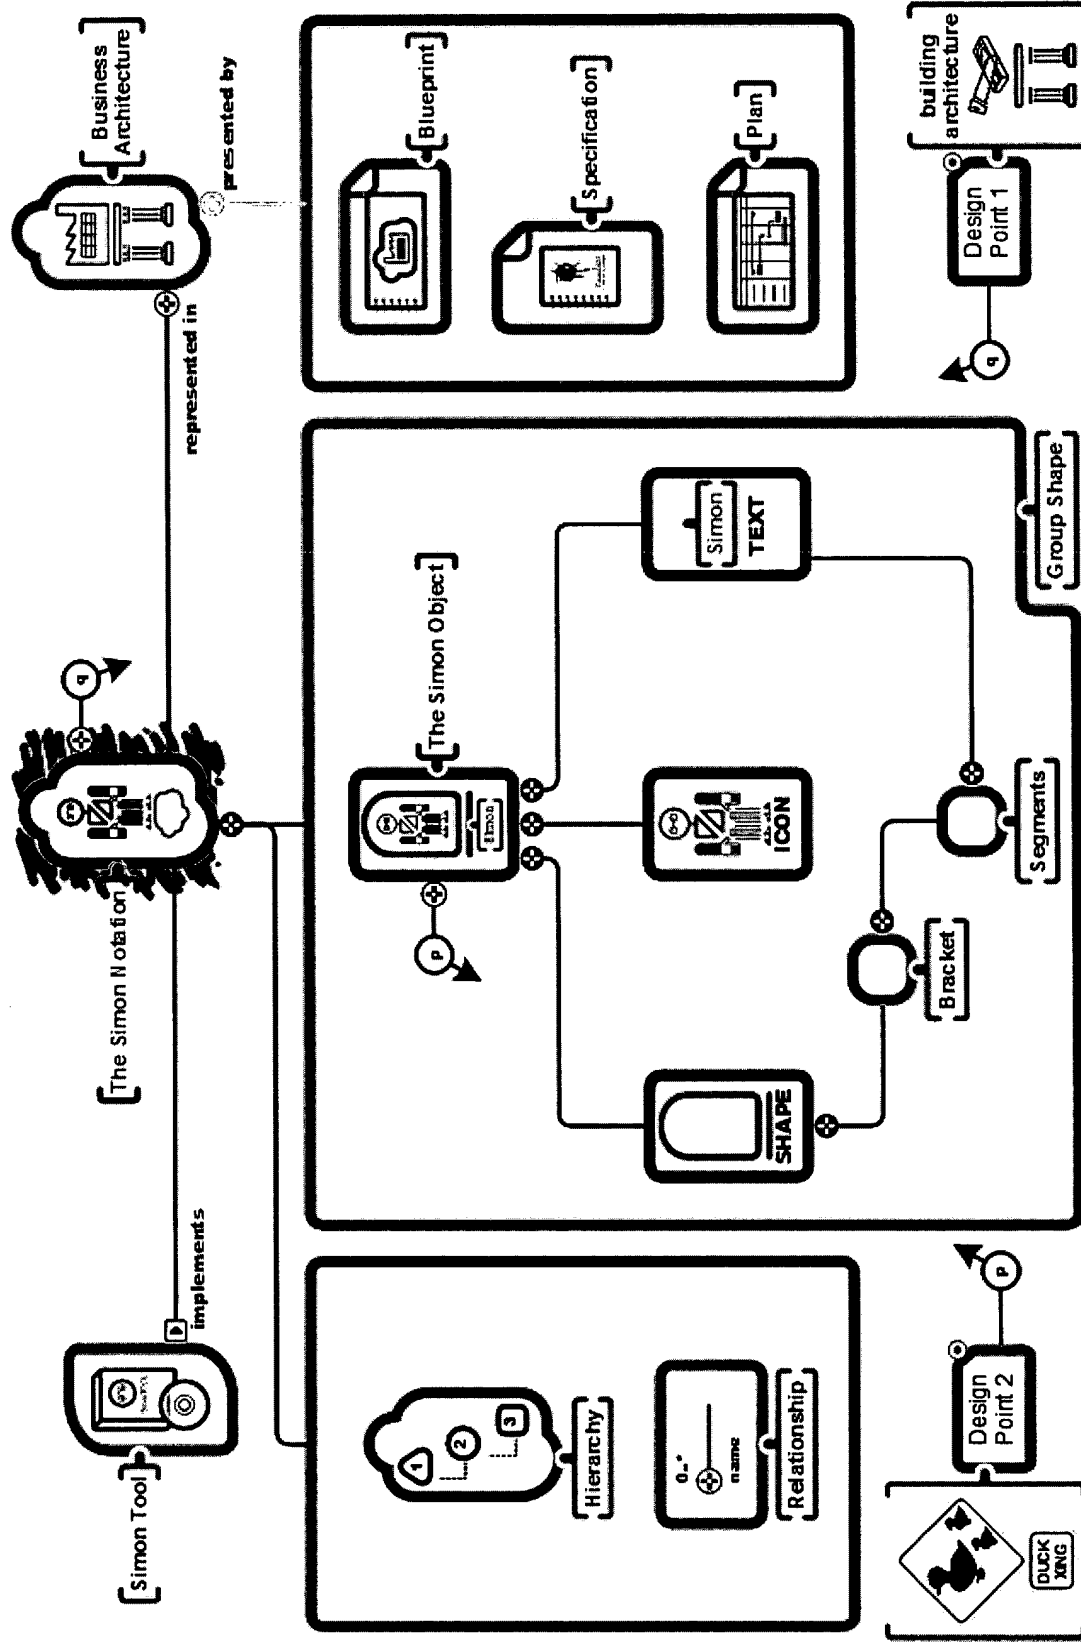 Simon Tool
implements
The Simon Notation
q
represented in
Business
Architecture
presented by
Hierarchy
1
2
3
Relationship
0..*
name
The Simon Object
Simon
p
SHAPE
ICON
Simon
TEXT
Bracket
Segments
Group Shape
Blueprint
Specification
Plan
DUCK
XING
Design
Point 2
p
q
Design
Point 1
building
architecture